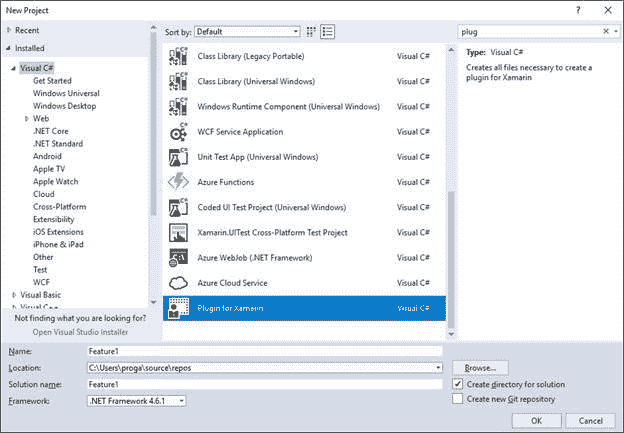 New Project
Recent
Installed
Visual C#
Get Started
Windows Universal
Windows Desktop
Web
.NET Core
.NET Standard
Android
Apple TV
Apple Watch
Cloud
Cross-Platform
Extensibility
iOS Extensions
iPhone & iPad
Other
Test
WCF
Visual Basic
Not finding what you are looking for?
Open Visual Studio Installer
Sort by: Default
Class Library (Legacy Portable) Visual C#
Class Library (Universal Windows) Visual C#
Windows Runtime Component (Universal Windows) Visual C#
WCF Service Application Visual C#
Unit Test App (Universal Windows) Visual C#
Azure Functions Visual C#
Coded UI Test Project (Universal Windows) Visual C#
Xamarin.UITest Cross-Platform Test Project Visual C#
Azure WebJob (.NET Framework) Visual C#
Azure Cloud Service Visual C#
Plugin for Xamarin Visual C#
plug
Type: Visual C#
Creates all files necessary to create a
plugin for Xamarin
Name: Feature1
Location: C:\Users\proga\source\repos
Browse...
Solution name: Feature1
Create directory for solution
Framework: .NET Framework 4.6.1
Create new Git repository
OK Cancel